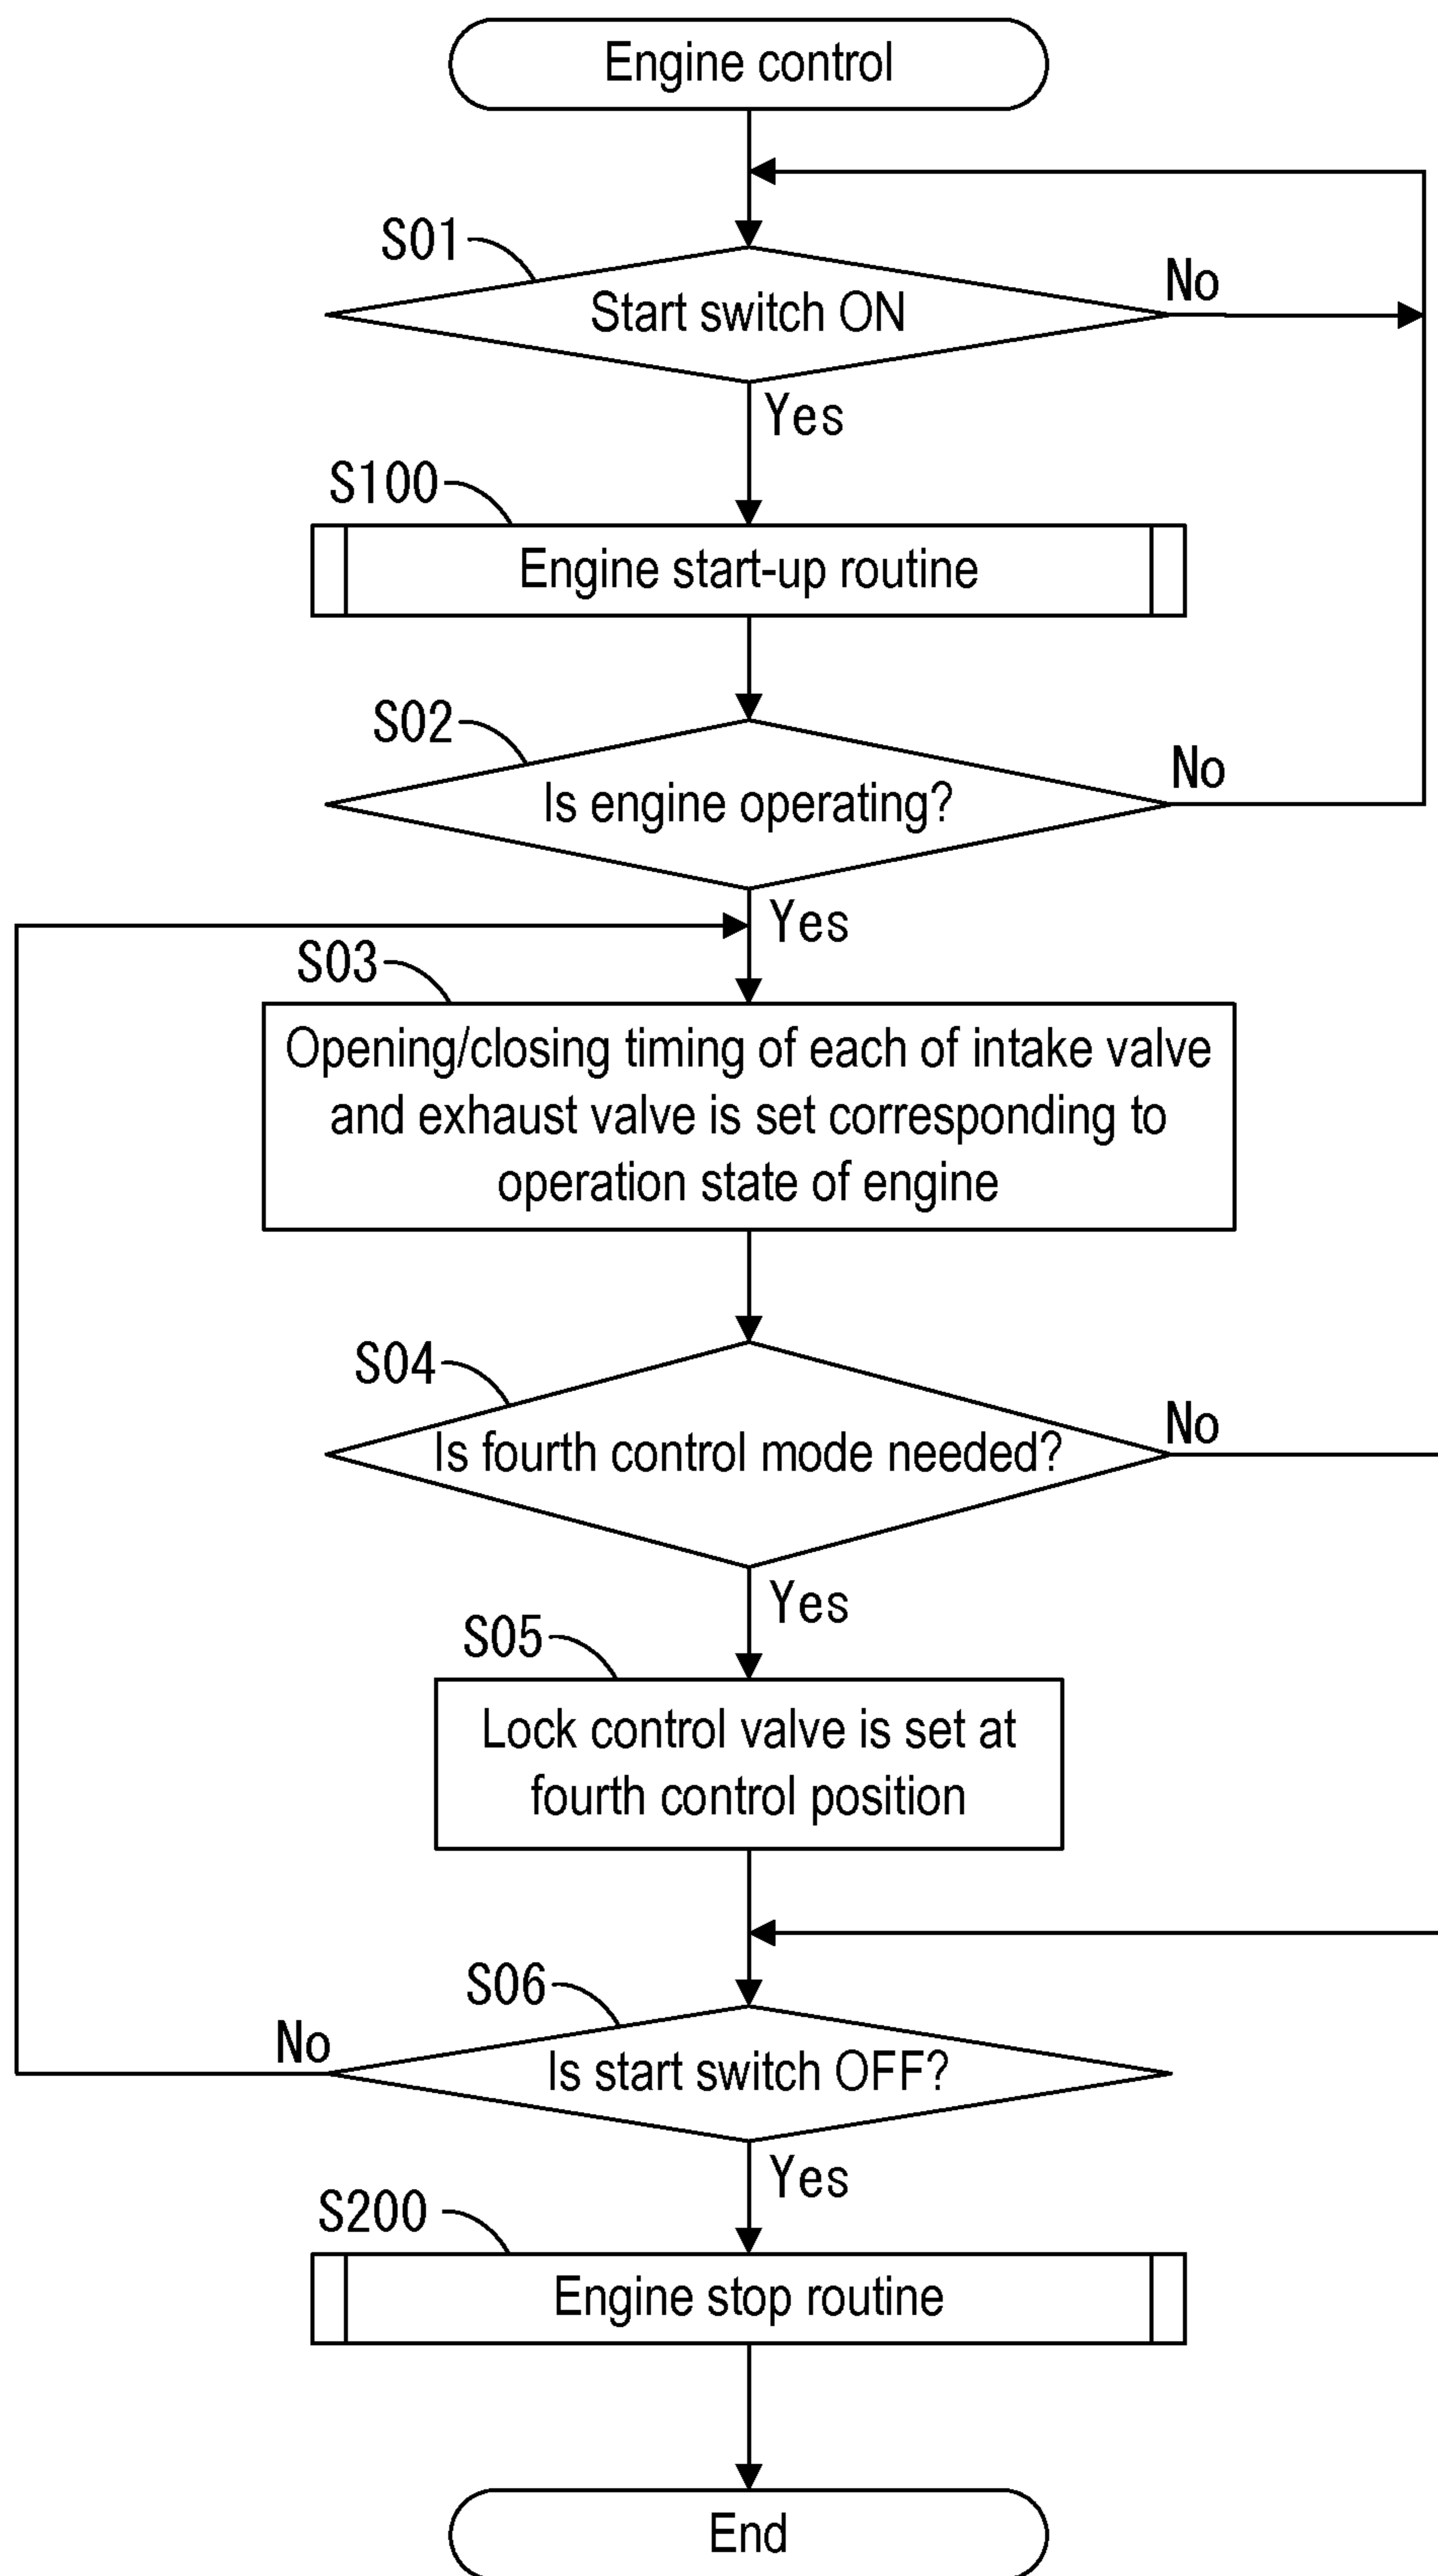 Engine control
S01
Start switch ON
No
Yes
S100
Engine start-up routine
S02
Is engine operating?
No
Yes
S03
Opening/closing timing of each of intake valve
and exhaust valve is set corresponding to
operation state of engine
S04
Is fourth control mode needed?
No
Yes
S05
Lock control valve is set at
fourth control position
S06
No
Is start switch OFF?
Yes
S200
Engine stop routine
End